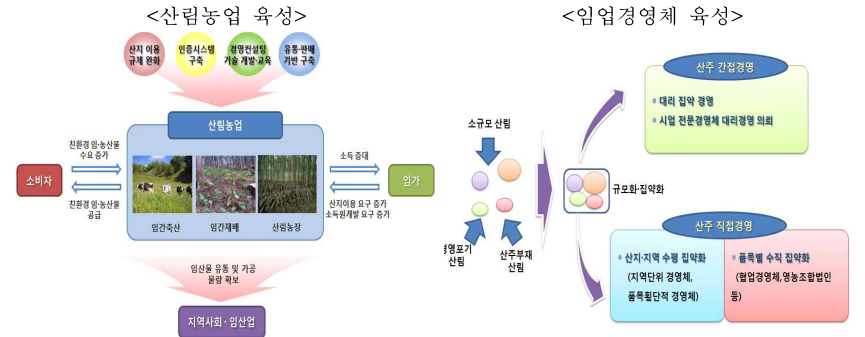 <산림농업 육성>
산지 이용
규제 완화
인증시스템
구축
경영컨설팅
기술 개발·교육
유통·판매
기반 구축
산림농업
친환경 임·농산물
수요 증가
소비자
친환경 임·농산물
공급
임간축산
임간재배
산림농장
소득 증대
임가
산지이용 요구 증가
소득원개발 요구 증가
임산물 유통 및 가공
물량 확보
지역사회·임산업
<임업경영체 육성>
소규모 산림
경영포기
산림
산주부재
산림
규모화·집약화
산주 간접경영
대리 집약 경영
시업 전문경영체 대리경영 의뢰
산주 직접경영
산지·지역 수평 집약화
(지역단위 경영체,
품목횡단적 경영체)
품목별 수직 집약화
(협업경영체,영농조합법인
등)